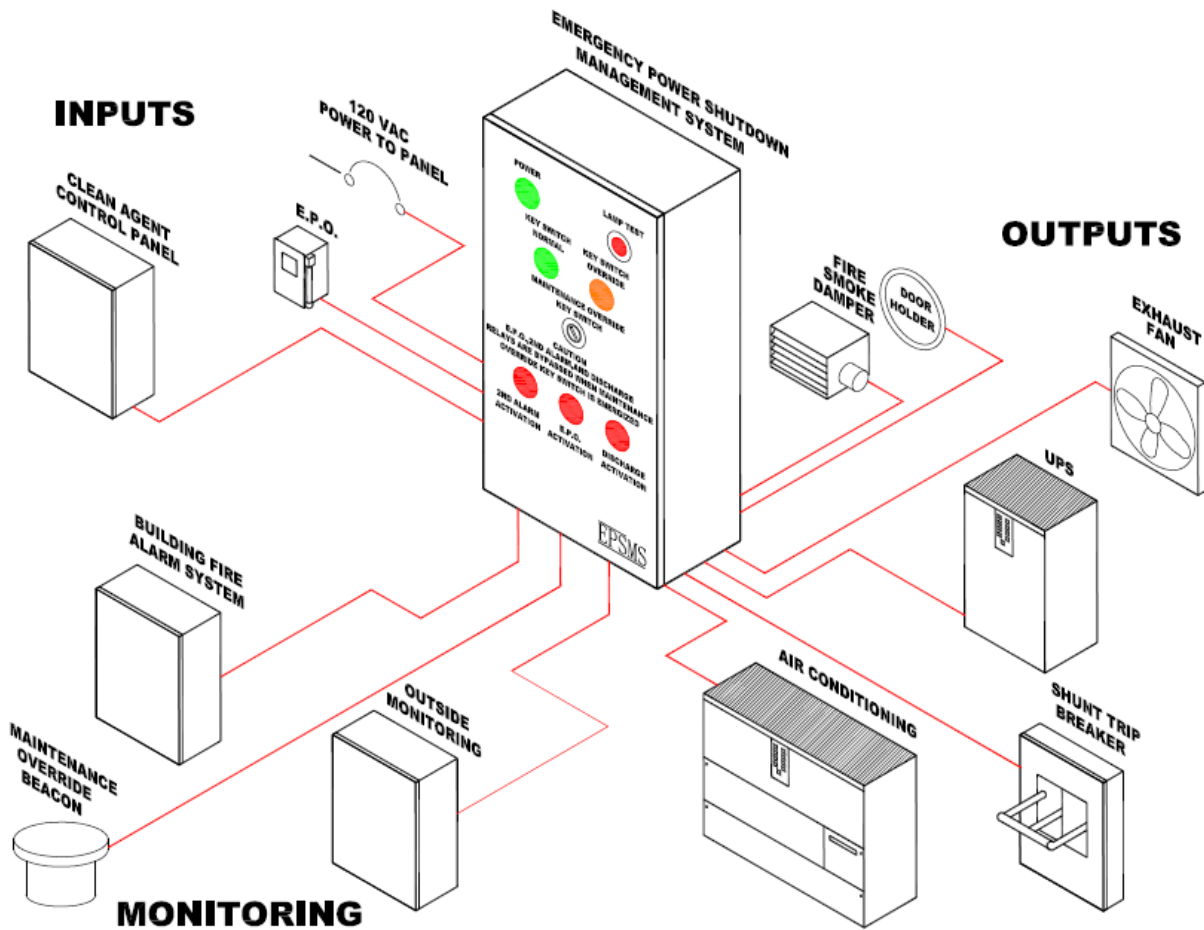 EMERGENCY POWER SHUTDOWN
MANAGEMENT SYSTEM
INPUTS
120 VAC
POWER TO PANEL
CLEAN AGENT
CONTROL PANEL
E.P.O.
POWER
LAMP TEST
KEY SWITCH
NORMAL
KEY SWITCH
OVERRIDE
MAINTENANCE OVERRIDE
KEY SWITCH
CAUTION
E.P.O.,2ND ALARM,AND DISCHARGE
RELAYS ARE BYPASSED WHEN MAINTENANCE
OVERRIDE KEY SWITCH IS ENERGIZED
2ND ALARM
ACTIVATION
E.P.O.
ACTIVATION
DISCHARGE
ACTIVATION
EPSMS
OUTPUTS
FIRE
SMOKE
DAMPER
DOOR
HOLDER
EXHAUST
FAN
UPS
BUILDING FIRE
ALARM SYSTEM
AIR CONDITIONING
SHUNT TRIP
BREAKER
OUTSIDE
MONITORING
MAINTENANCE
OVERRIDE
BEACON
MONITORING